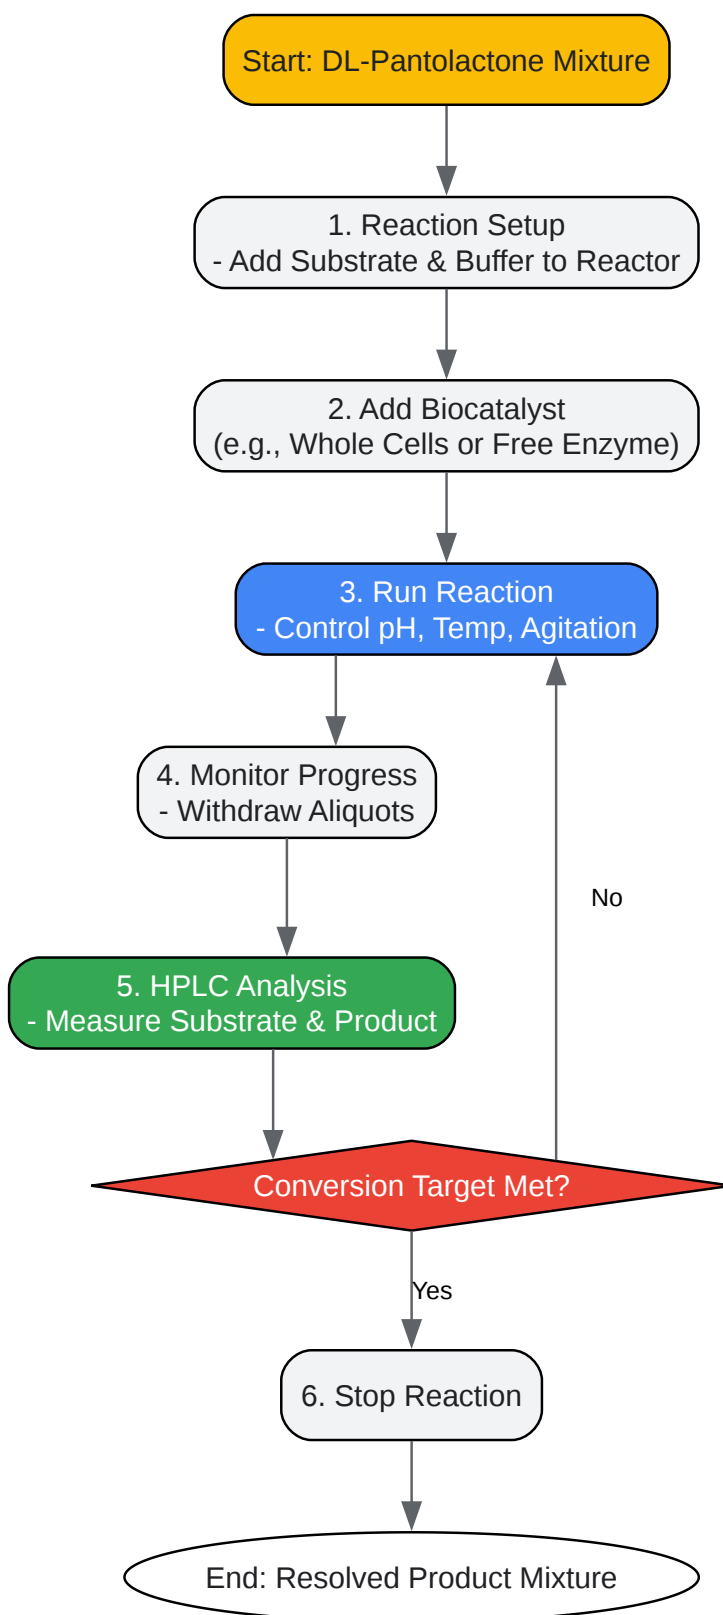 Start: DL-Pantolactone Mixture
1. Reaction Setup
- Add Substrate & Buffer to Reactor
2. Add Biocatalyst
(e.g., Whole Cells or Free Enzyme)
3. Run Reaction
- Control pH, Temp, Agitation
4. Monitor Progress
- Withdraw Aliquots
No
5. HPLC Analysis
- Measure Substrate & Product
Conversion Target Met?
Yes
6. Stop Reaction
End: Resolved Product Mixture